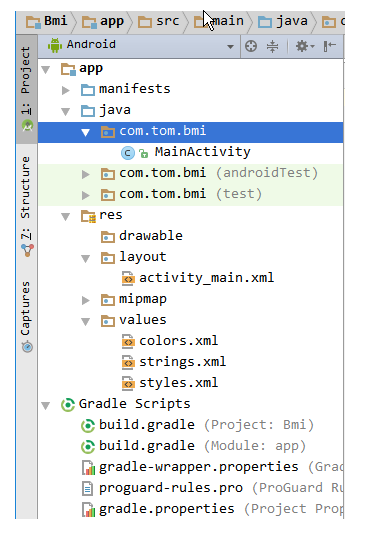 Bmi app src main java
1: Project
7: Structure
Captures
Android
app
manifests
java
com.tom.bmi
C MainActivity
com.tom.bmi (androidTest)
com.tom.bmi (test)
res
drawable
layout
activity_main.xml
mipmap
values
colors.xml
strings.xml
styles.xml
Gradle Scripts
build.gradle (Project: Bmi)
build.gradle (Module: app)
gradle-wrapper.properties (Grad
proguard-rules.pro (ProGuard Ru
gradle.properties (Project Prop